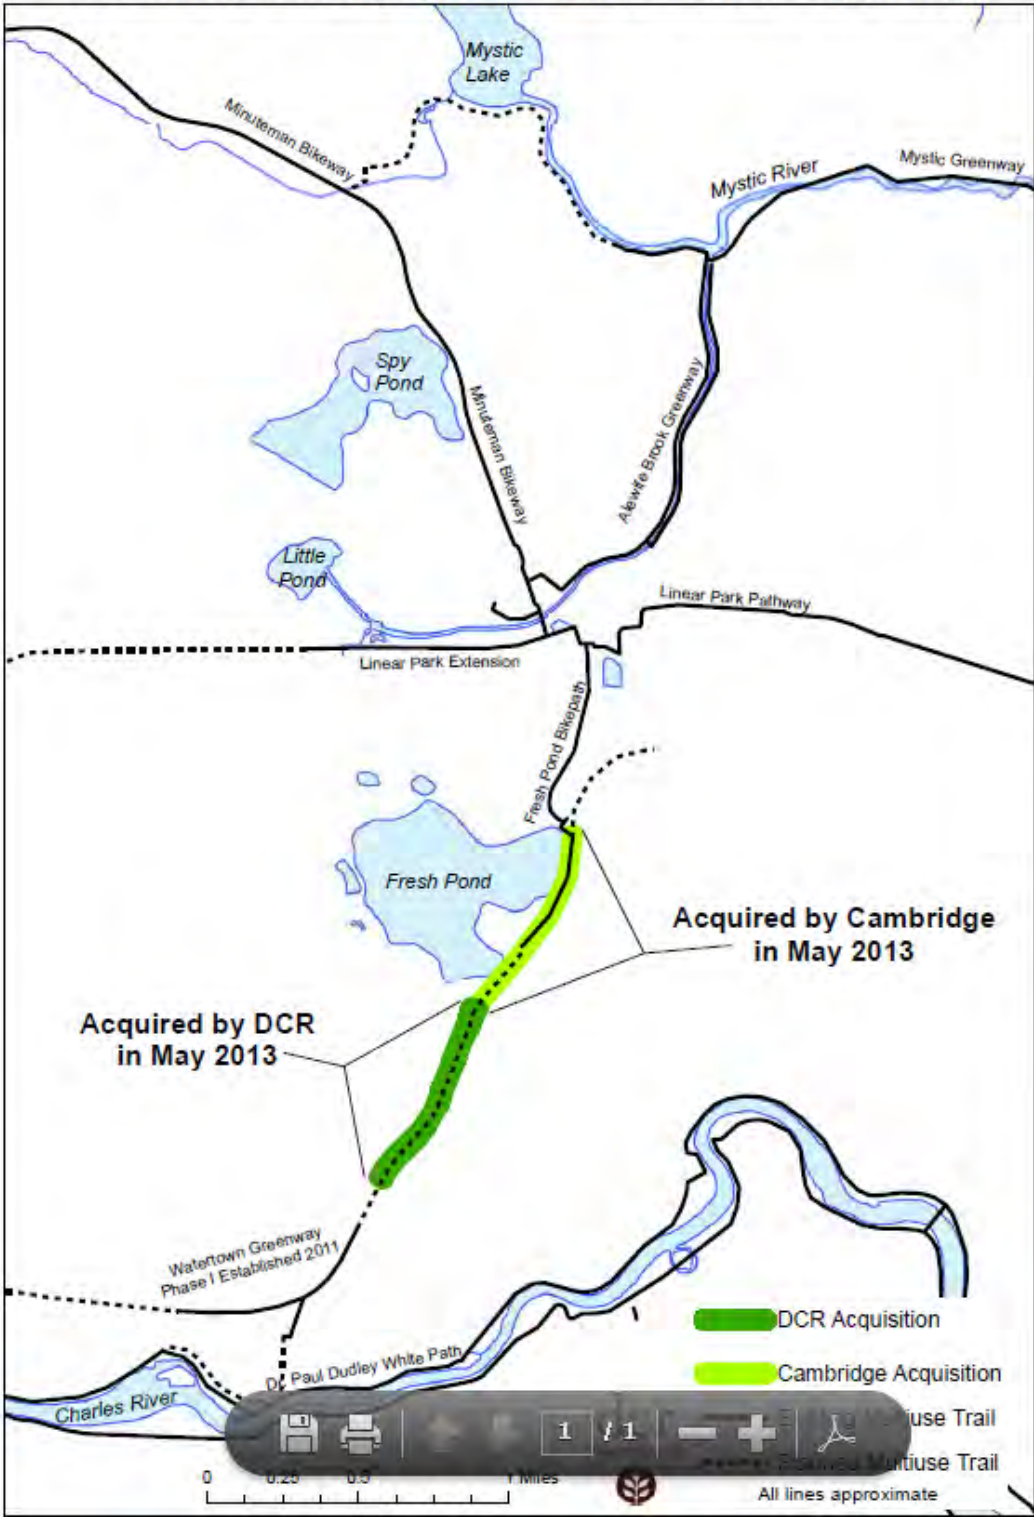 Mystic
Lake
Minuteman Bikeway
Mystic River
Mystic Greenway
Spy
Pond
Minuteman Bikeway
Alewife Brook Greenway
Little
Pond
Linear Park Pathway
Linear Park Extension
Fresh Pond Bikepath
Fresh Pond
Acquired by Cambridge
in May 2013
Acquired by DCR
in May 2013
Watertown Greenway
Phase I Established 2011
DCR Acquisition
Cambridge Acquisition
Dr. Paul Dudley White Path
Charles River
1 / 1
Multiuse Trail
Multiuse Trail
0 0.25 0.5 1 Miles
All lines approximate